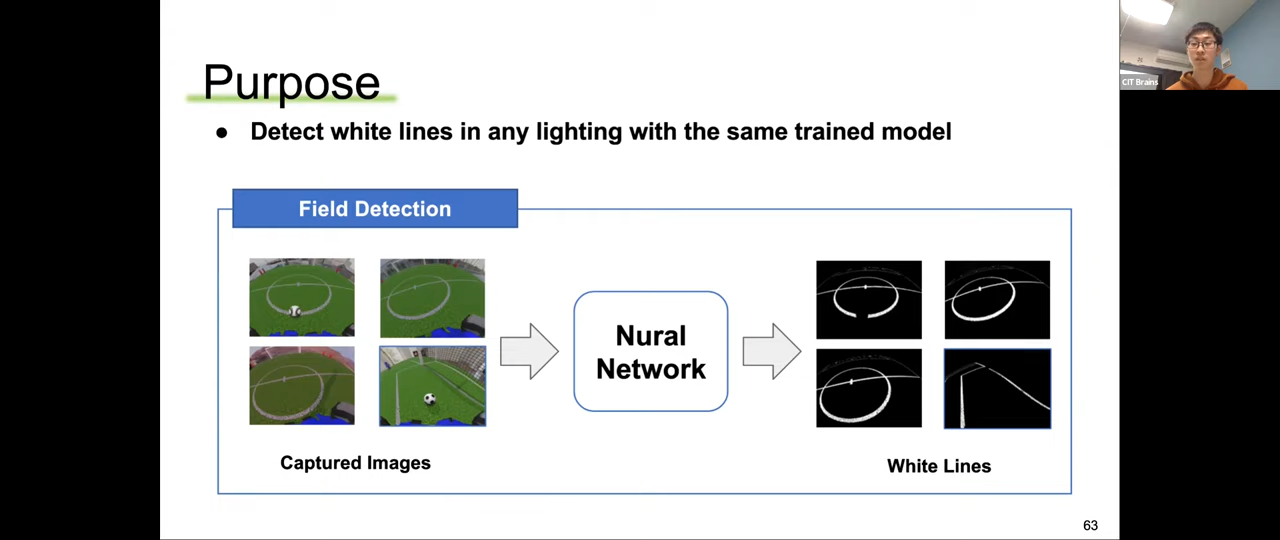 Purpose
● Detect white lines in any lighting with the same trained model
Field Detection
Nural
Network
Captured Images
White Lines
63
CIT Brains